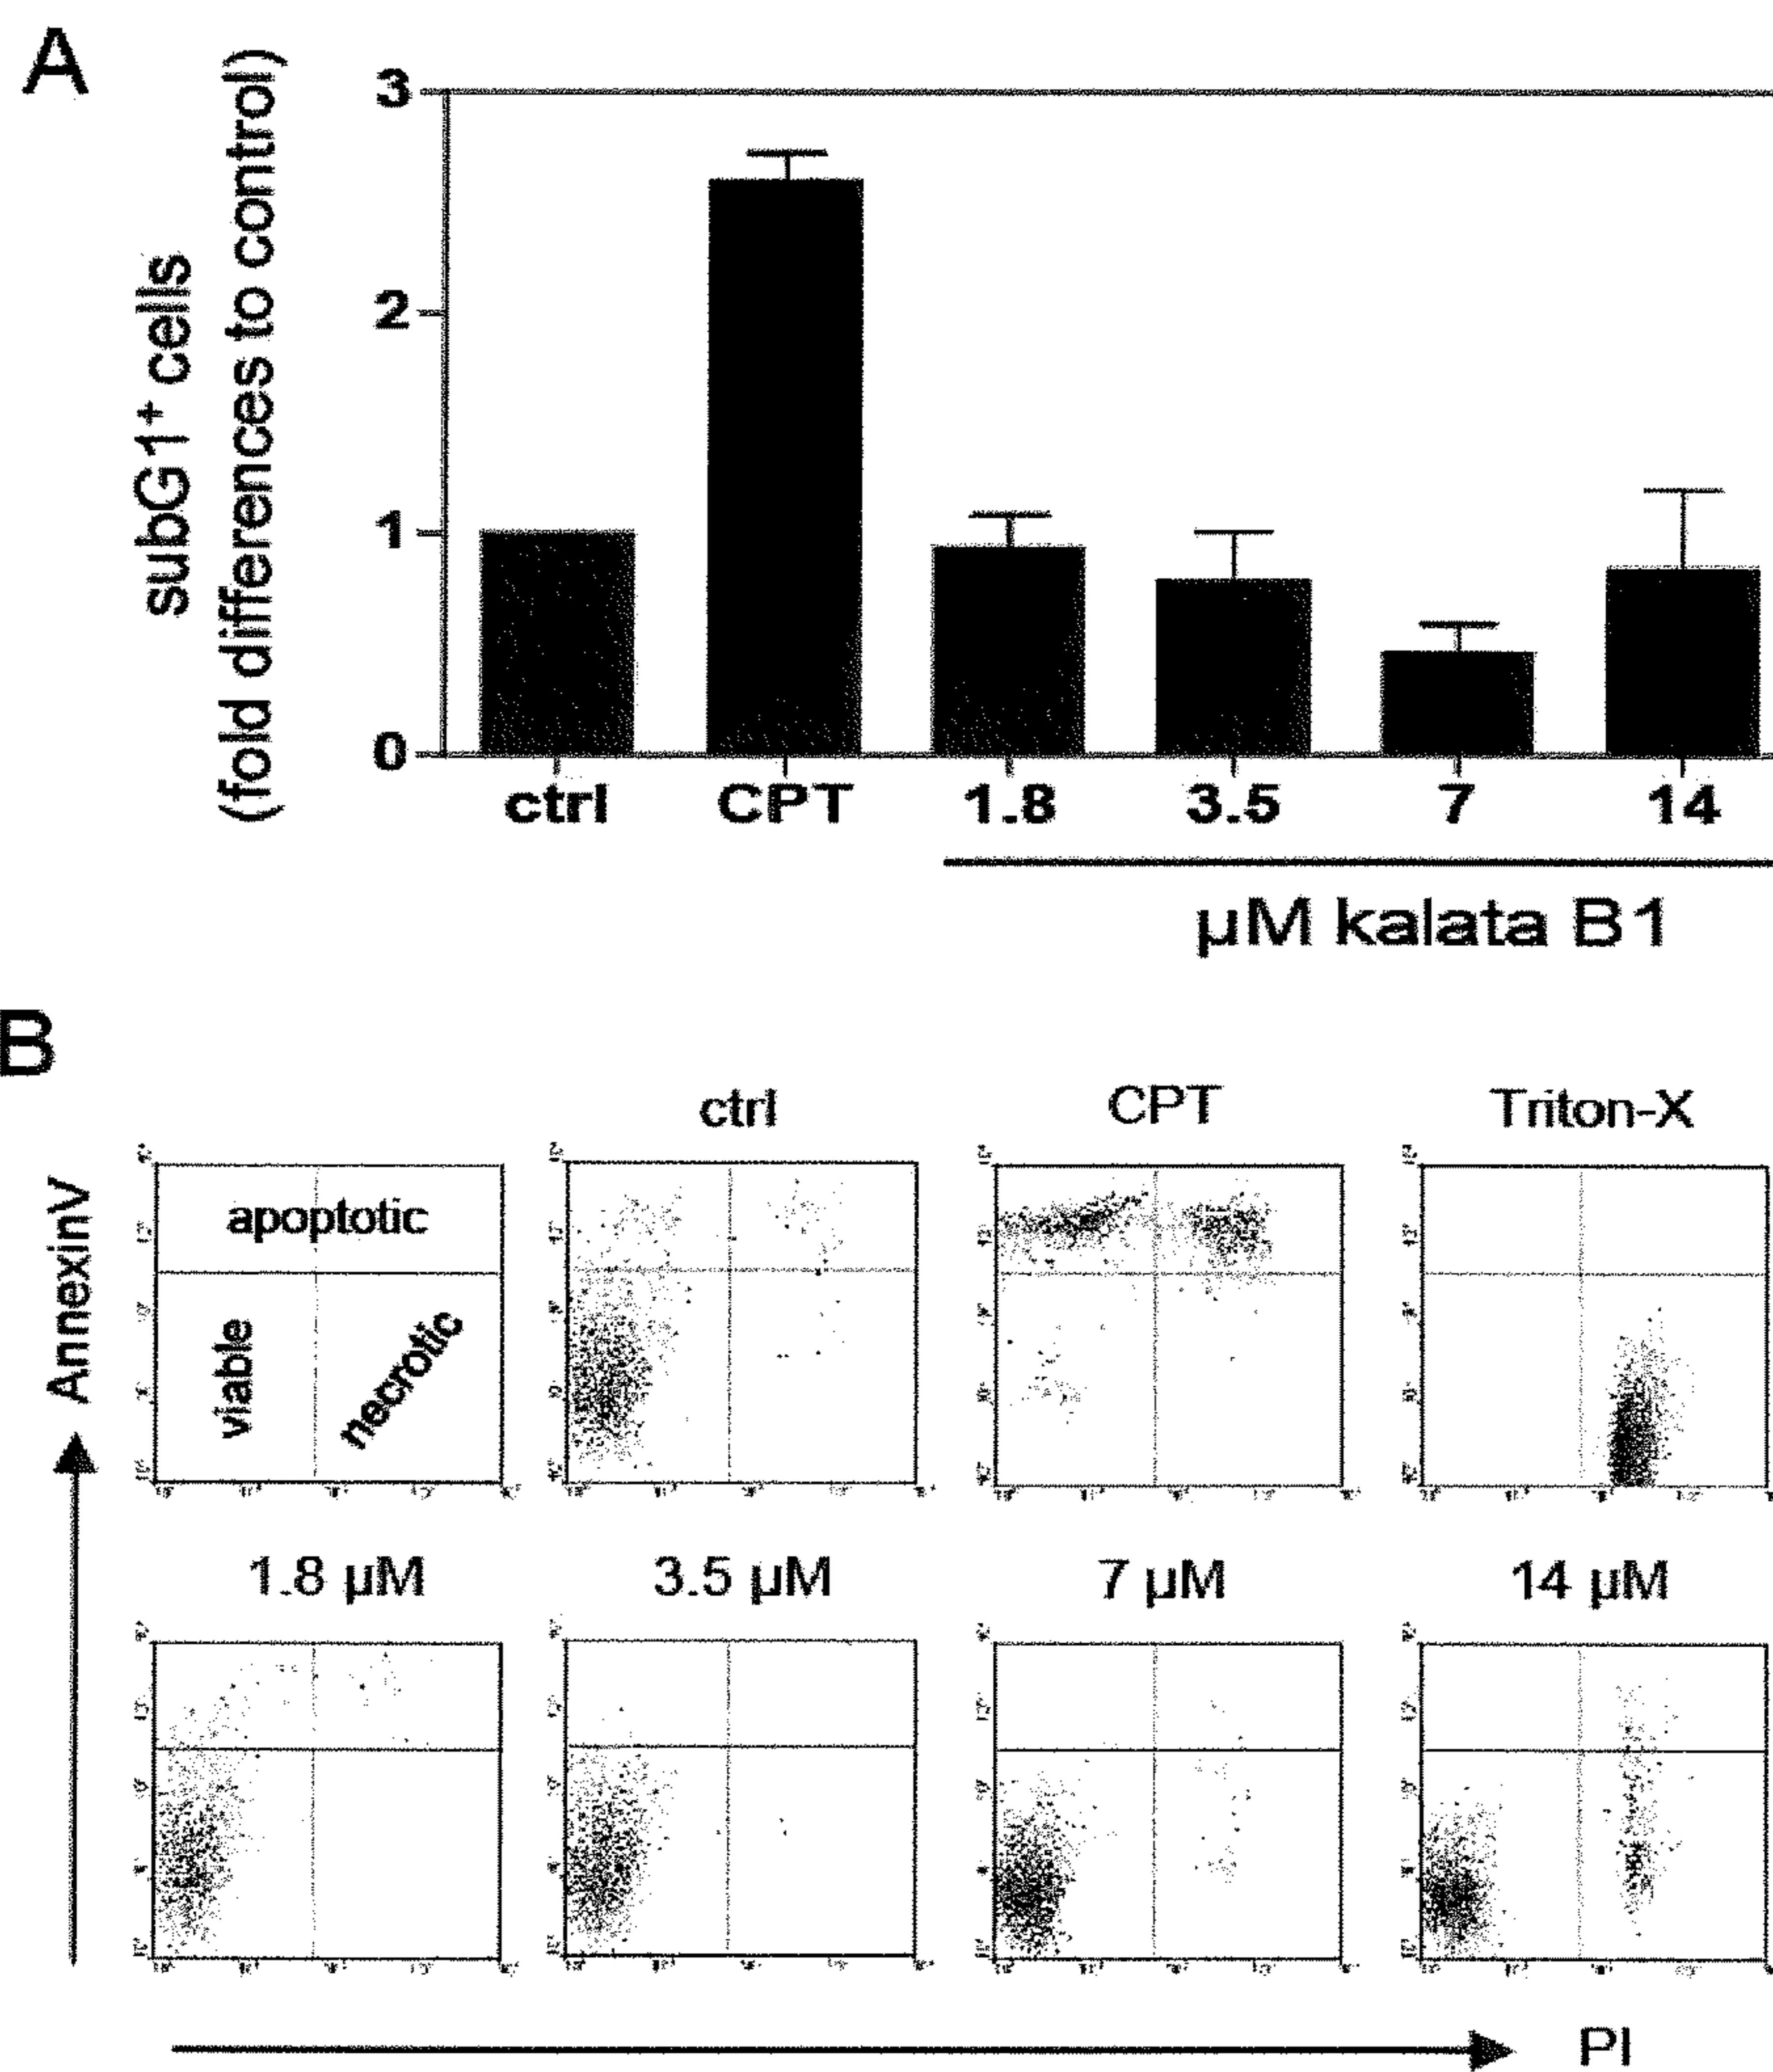 A
subG1⁺ cells
(fold differences to control)
3
2
1
0
ctrl CPT 1.8 3.5 7 14
µM kalata B1
B
AnnexinV
ctrl CPT Triton-X
apoptotic
viable
necrotic
1.8 µM 3.5 µM 7 µM 14 µM
PI